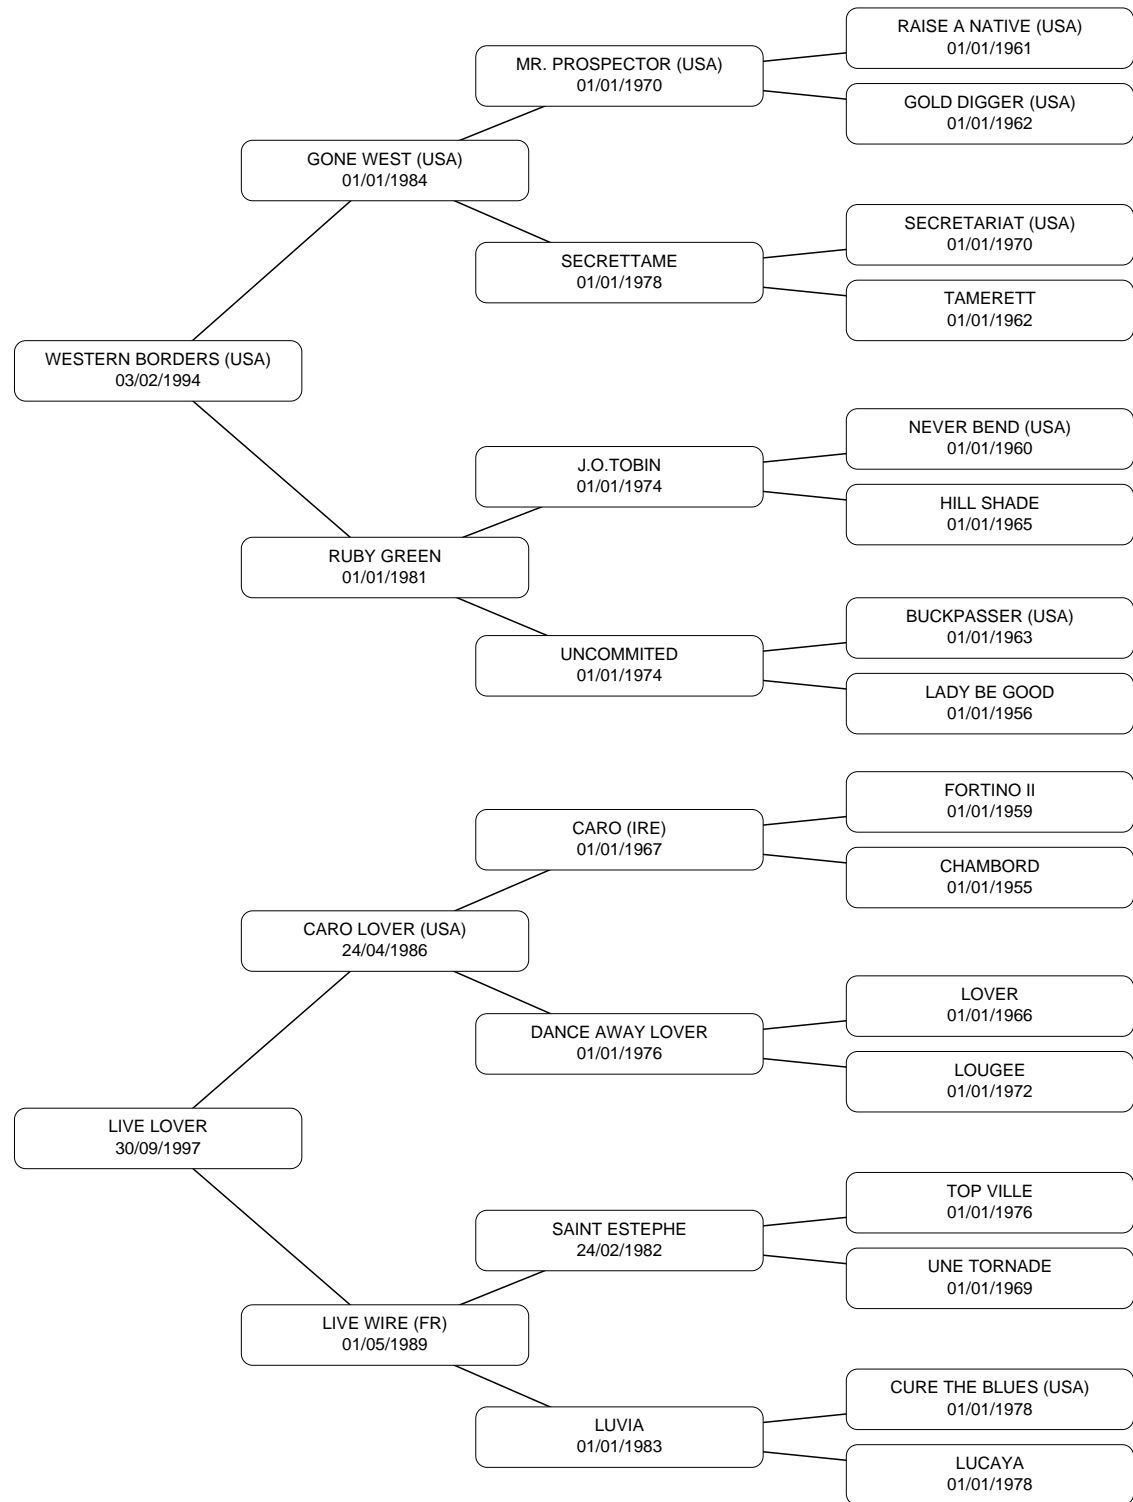 RAISE A NATIVE (USA)
01/01/1961
MR. PROSPECTOR (USA)
01/01/1970
GOLD DIGGER (USA)
01/01/1962
GONE WEST (USA)
01/01/1984
SECRETARIAT (USA)
01/01/1970
SECRETTAME
01/01/1978
TAMERETT
01/01/1962
WESTERN BORDERS (USA)
03/02/1994
NEVER BEND (USA)
01/01/1960
J.O.TOBIN
01/01/1974
HILL SHADE
01/01/1965
RUBY GREEN
01/01/1981
BUCKPASSER (USA)
01/01/1963
UNCOMMITED
01/01/1974
LADY BE GOOD
01/01/1956
FORTINO II
01/01/1959
CARO (IRE)
01/01/1967
CHAMBORD
01/01/1955
CARO LOVER (USA)
24/04/1986
LOVER
01/01/1966
DANCE AWAY LOVER
01/01/1976
LOUGEE
01/01/1972
LIVE LOVER
30/09/1997
TOP VILLE
01/01/1976
SAINT ESTEPHE
24/02/1982
UNE TORNADE
01/01/1969
LIVE WIRE (FR)
01/05/1989
CURE THE BLUES (USA)
01/01/1978
LUVIA
01/01/1983
LUCAYA
01/01/1978